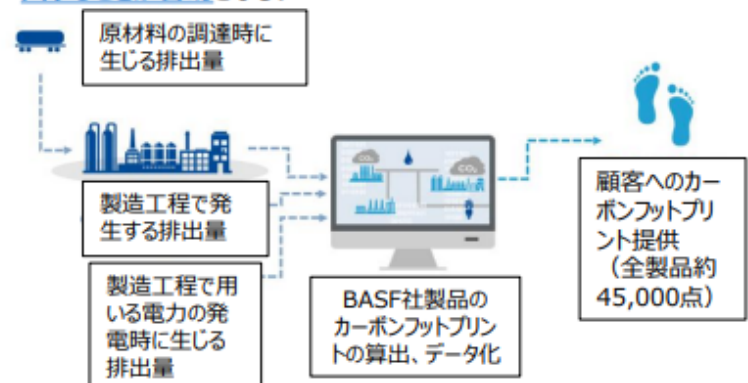 原材料の調達時に
生じる排出量
製造工程で発
生する排出量
製造工程で用
いる電力の発
電時に生じる
排出量
CO₂
CO₂
BASF社製品の
カーボンフットプリン
トの算出、データ化
顧客へのカー
ボンフットプリ
ント提供
（全製品約
45,000点）